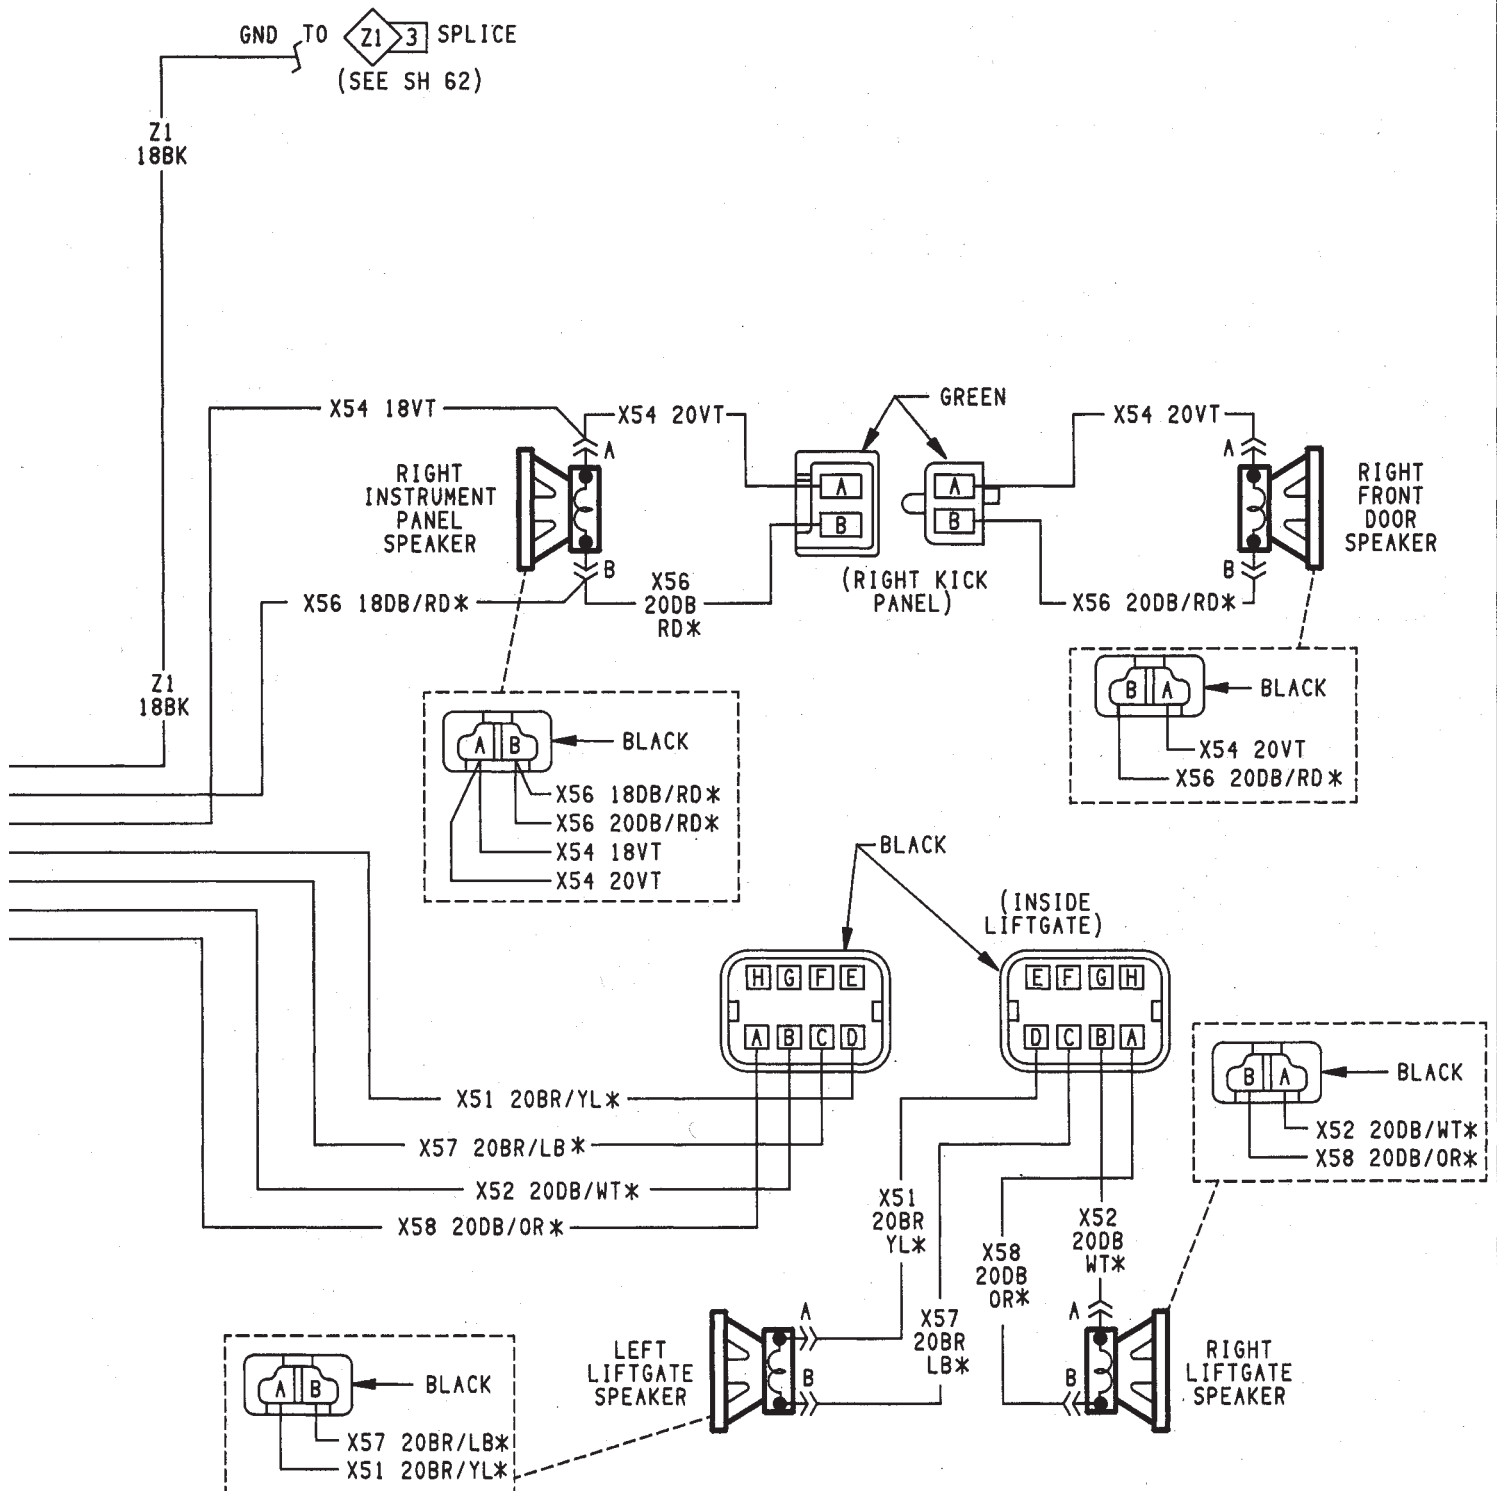 GND TO Z1 3 SPLICE
(SEE SH 62)
Z1
18BK
X54 18VT
X54 20VT
GREEN
X54 20VT
A
A
RIGHT
INSTRUMENT
PANEL
SPEAKER
A
B
A
B
RIGHT
FRONT
DOOR
SPEAKER
B
B
X56 18DB/RD*
X56
20DB
RD*
(RIGHT KICK
PANEL)
X56 20DB/RD*
Z1
18BK
B A
BLACK
X54 20VT
X56 20DB/RD*
A B
BLACK
X56 18DB/RD*
X56 20DB/RD*
X54 18VT
X54 20VT
BLACK
(INSIDE
LIFTGATE)
H G F E
A B C D
E F G H
D C B A
B A
BLACK
X52 20DB/WT*
X58 20DB/OR*
X51 20BR/YL*
X57 20BR/LB*
X52 20DB/WT*
X58 20DB/OR*
X51
20BR
YL*
X52
20DB
WT*
X58
20DB
OR*
X57
20BR
LB*
LEFT
LIFTGATE
SPEAKER
A
B
A
B
RIGHT
LIFTGATE
SPEAKER
A B
BLACK
X57 20BR/LB*
X51 20BR/YL*